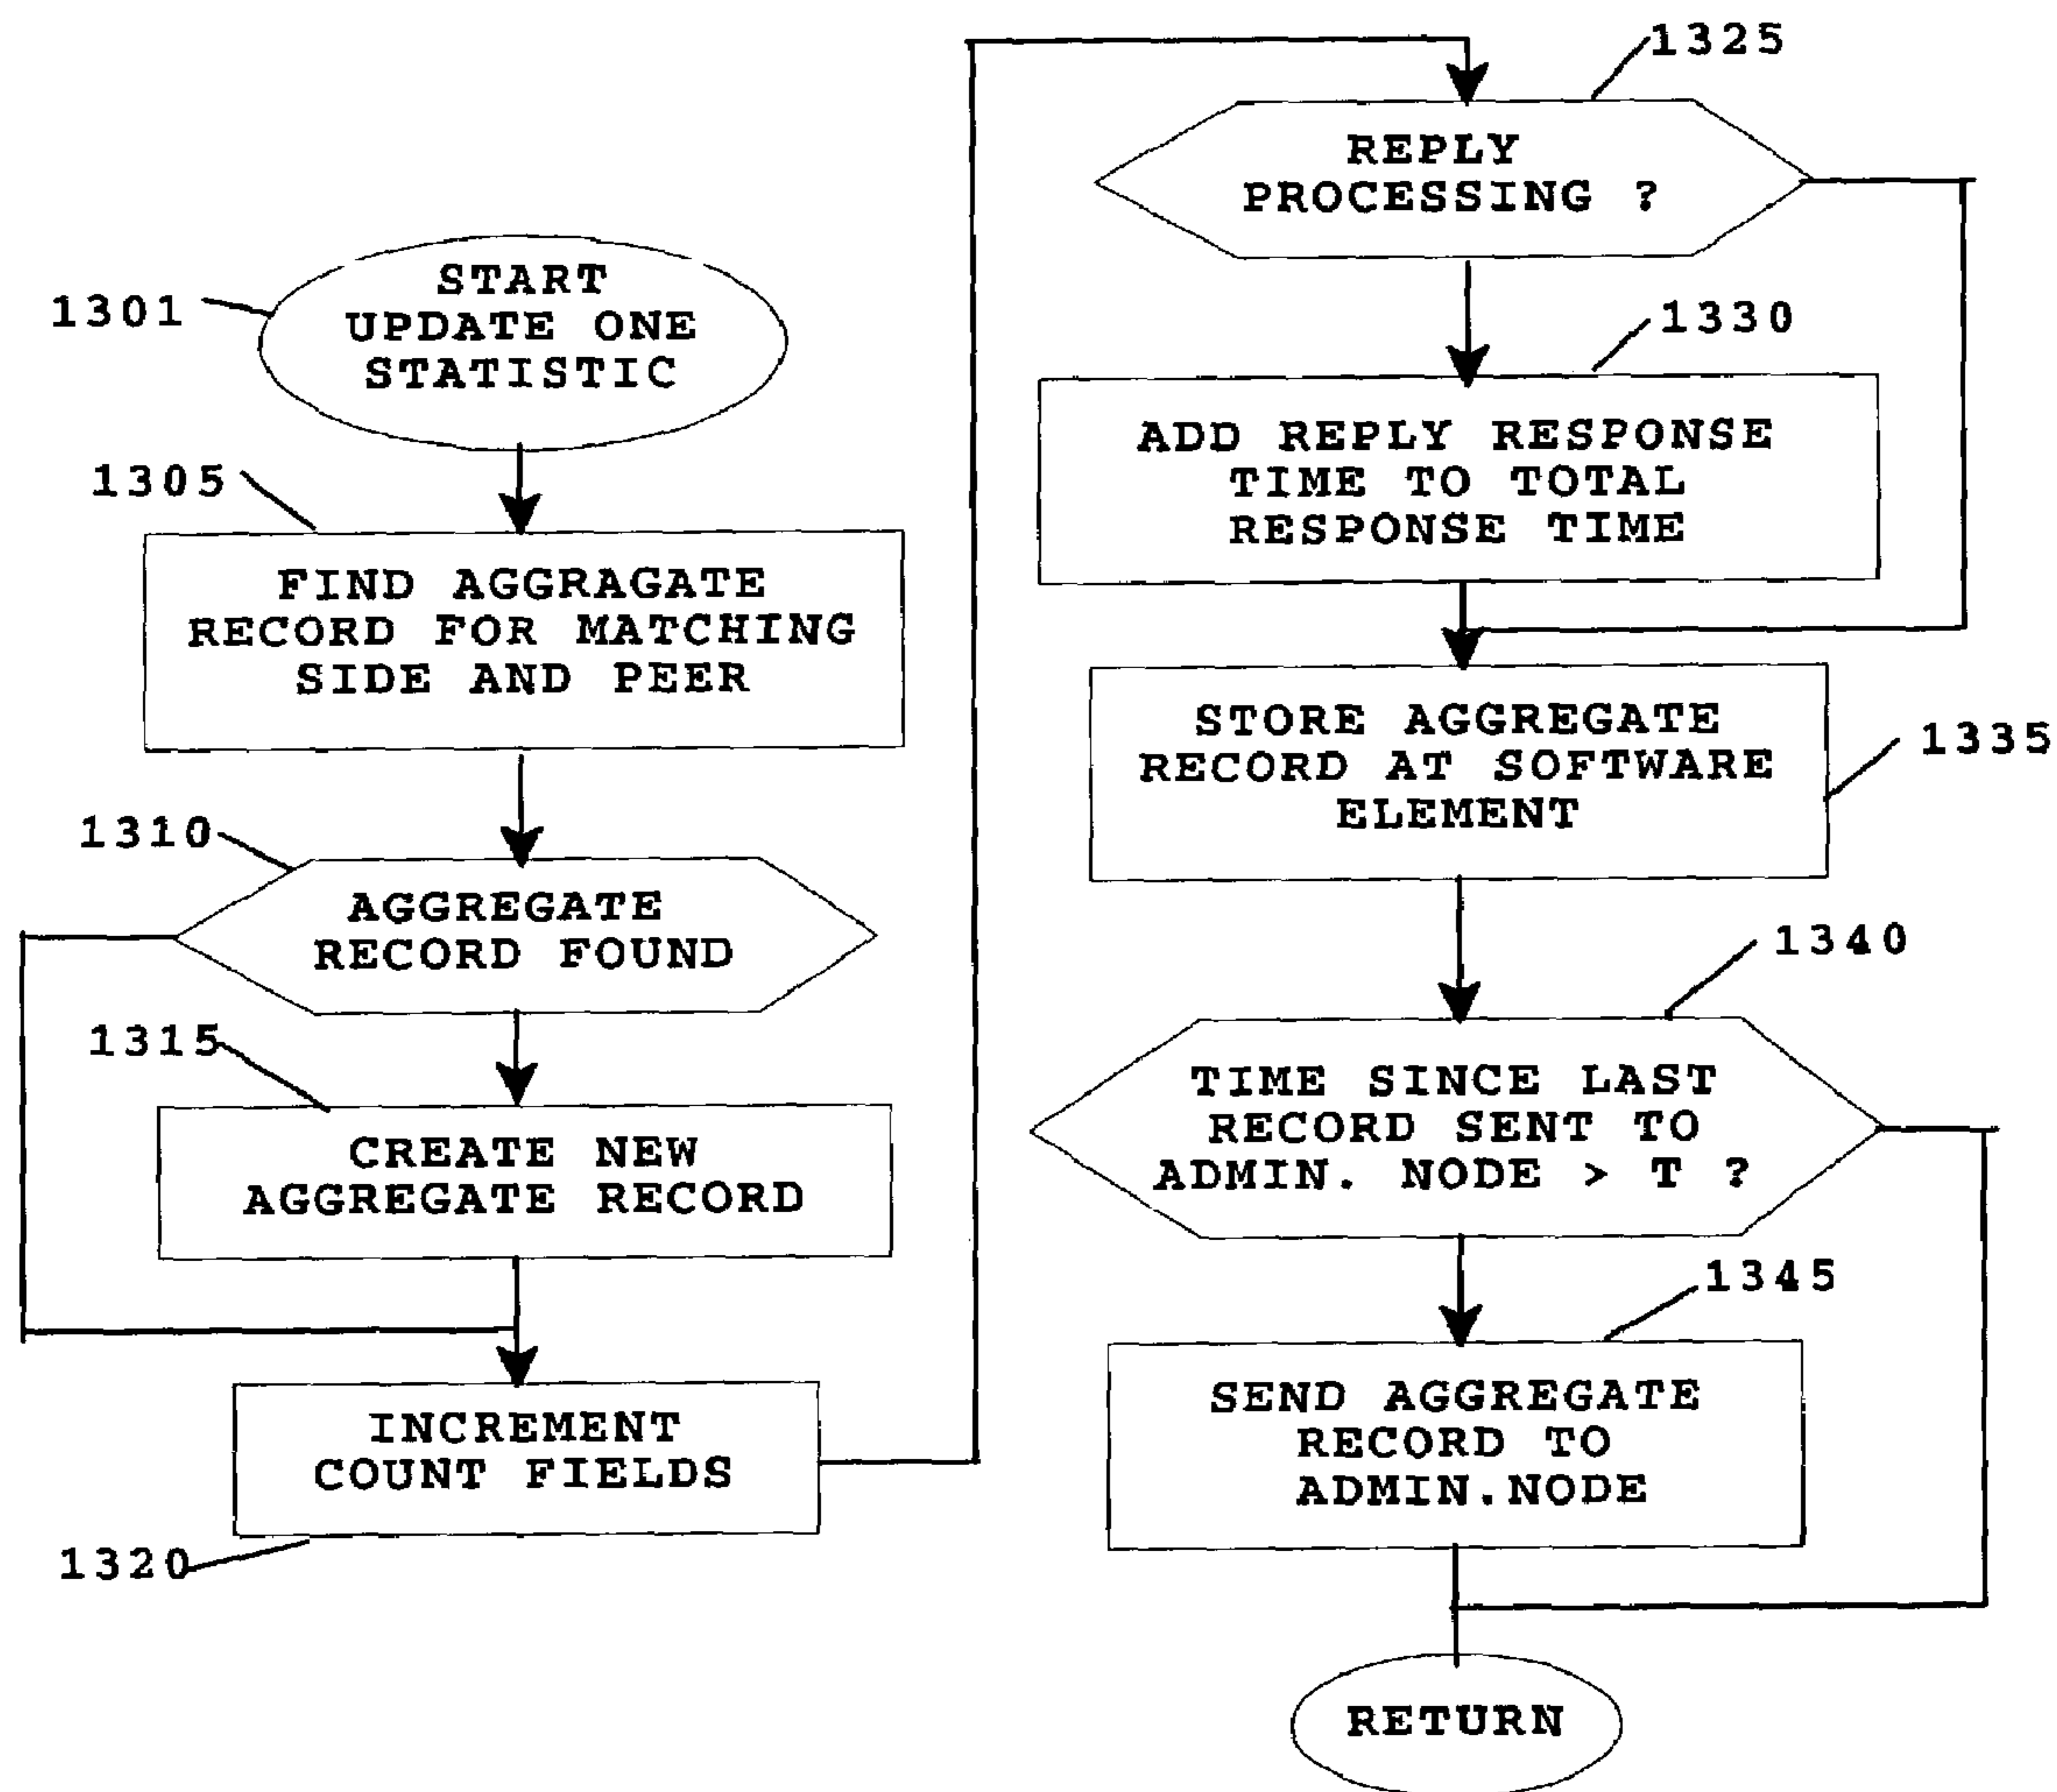 1301
START
UPDATE ONE
STATISTIC
1305
FIND AGGRAGATE
RECORD FOR MATCHING
SIDE AND PEER
1310
AGGREGATE
RECORD FOUND
1315
CREATE NEW
AGGREGATE RECORD
INCREMENT
COUNT FIELDS
1320
1325
REPLY
PROCESSING ?
1330
ADD REPLY RESPONSE
TIME TO TOTAL
RESPONSE TIME
STORE AGGREGATE
RECORD AT SOFTWARE
ELEMENT
1335
1340
TIME SINCE LAST
RECORD SENT TO
ADMIN. NODE > T ?
1345
SEND AGGREGATE
RECORD TO
ADMIN.NODE
RETURN